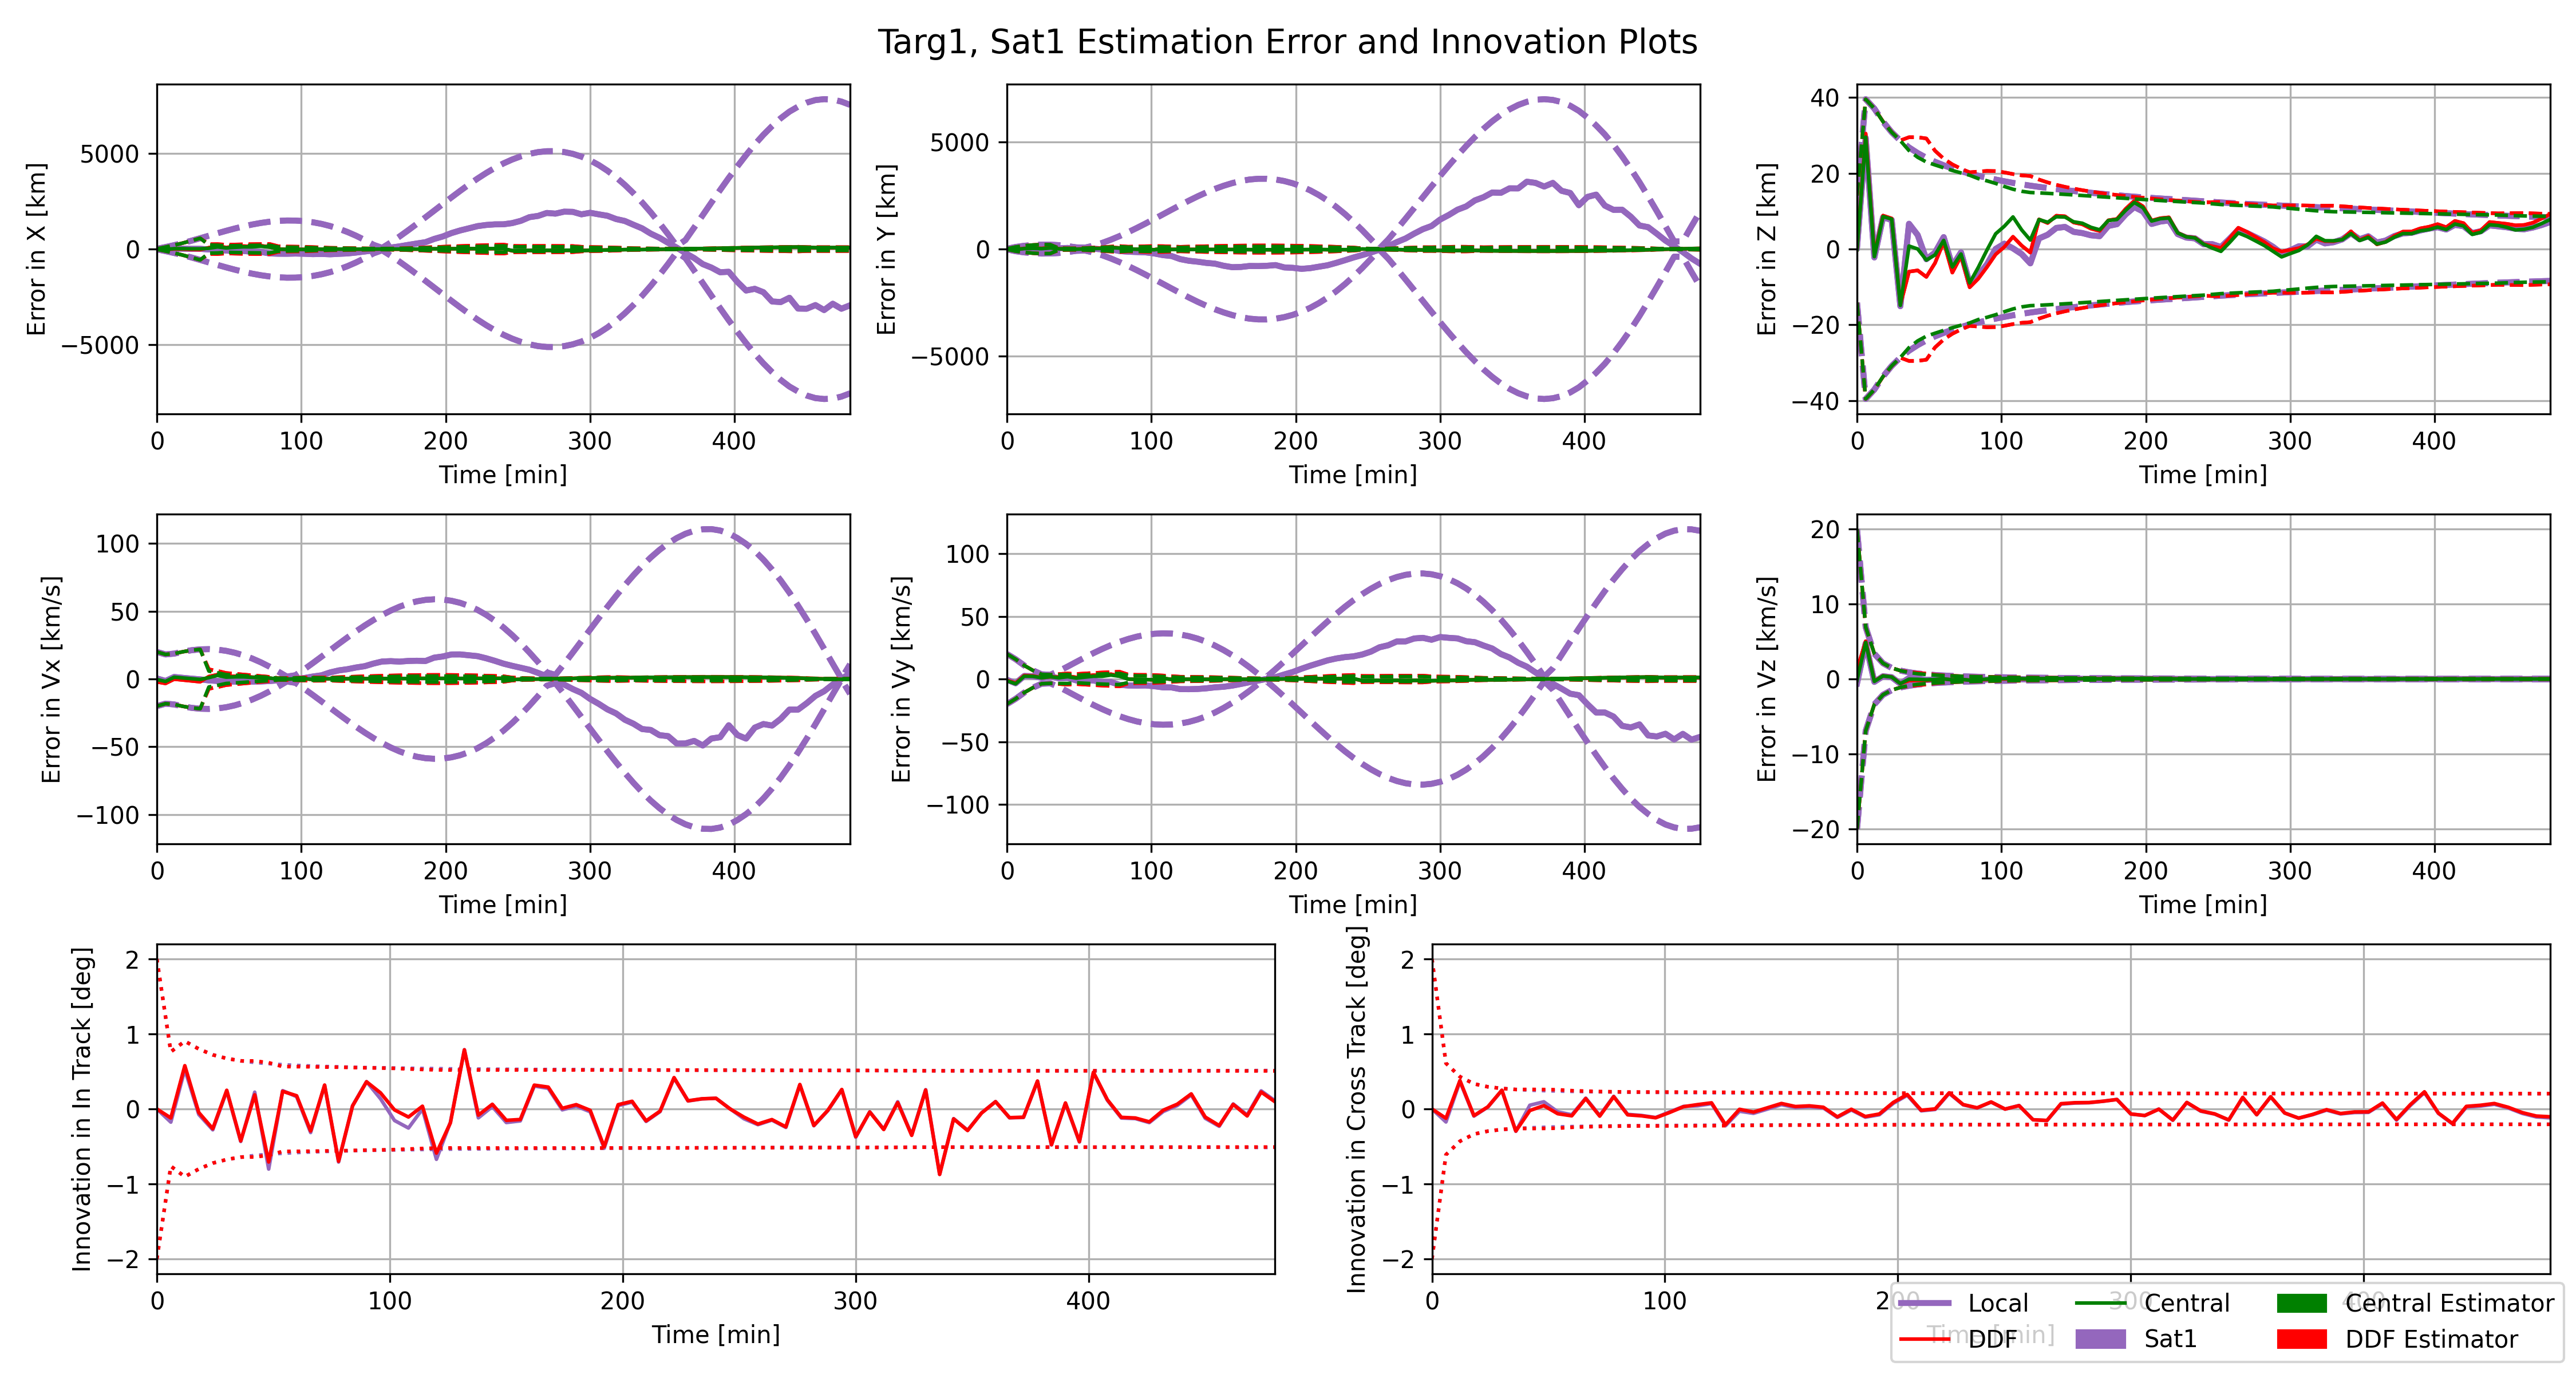 Targ1, Sat1 Estimation Error and Innovation Plots
Error in X [km]
5000
0
−5000
0 100 200 300 400
Time [min]
Error in Y [km]
5000
0
−5000
0 100 200 300 400
Time [min]
Error in Z [km]
40
20
0
−20
−40
0 100 200 300 400
Time [min]
Error in Vx [km/s]
100
50
0
−50
−100
0 100 200 300 400
Time [min]
Error in Vy [km/s]
100
50
0
−50
−100
0 100 200 300 400
Time [min]
Error in Vz [km/s]
20
10
0
−10
−20
0 100 200 300 400
Time [min]
Innovation in In Track [deg]
2
1
0
−1
−2
0 100 200 300 400
Time [min]
Innovation in Cross Track [deg]
2
1
0
−1
−2
0 100 200 300 400
Time [min]
Local Central Central Estimator
DDF Sat1 DDF Estimator